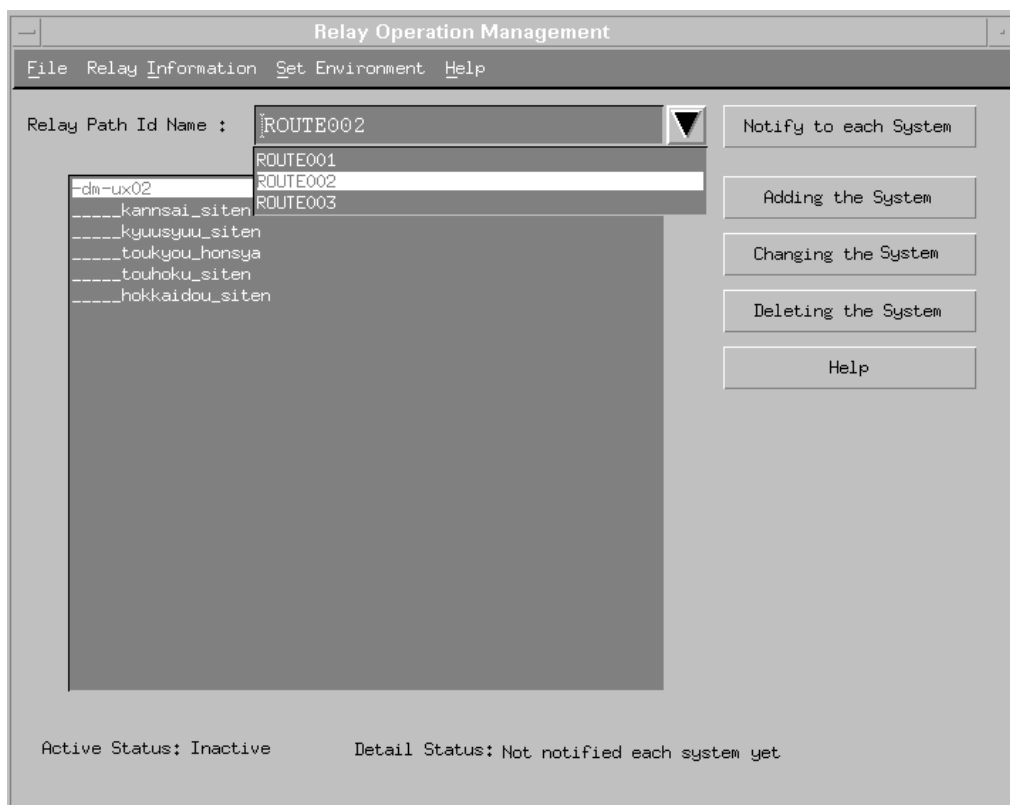 Relay Operation Management
File Relay Information Set Environment Help
Relay Path Id Name : ROUTE002
Notify to each System
ROUTE001
ROUTE002
ROUTE003
-dm-ux02
_____kannsai_siten
_____kyuusyuu_siten
_____toukyou_honsya
_____touhoku_siten
_____hokkaidou_siten
Adding the System
Changing the System
Deleting the System
Help
Active Status: Inactive Detail Status: Not notified each system yet